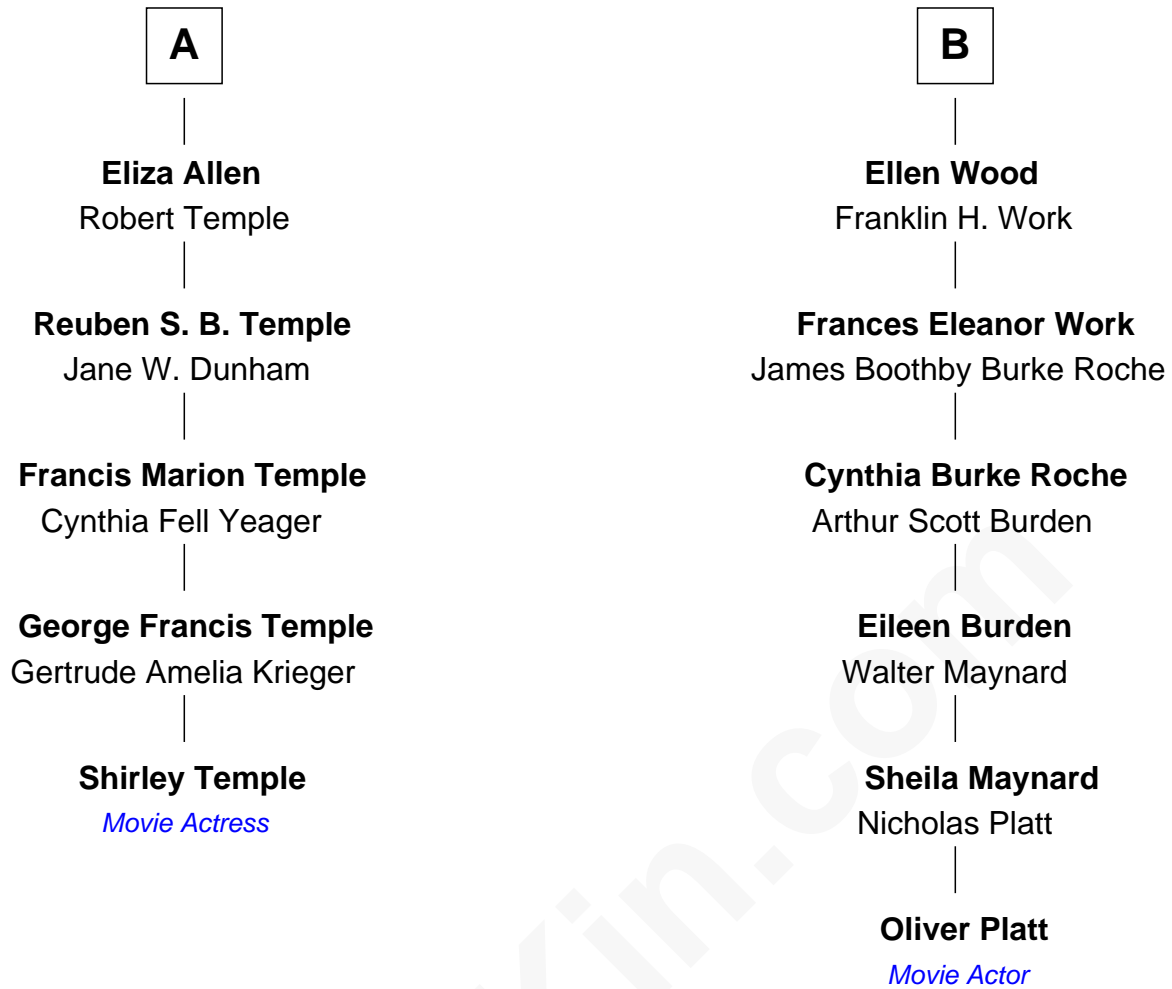 A
Eliza Allen
Robert Temple
Reuben S. B. Temple
Jane W. Dunham
Francis Marion Temple
Cynthia Fell Yeager
George Francis Temple
Gertrude Amelia Krieger
Shirley Temple
Movie Actress
B
Ellen Wood
Franklin H. Work
Frances Eleanor Work
James Boothby Burke Roche
Cynthia Burke Roche
Arthur Scott Burden
Eileen Burden
Walter Maynard
Sheila Maynard
Nicholas Platt
Oliver Platt
Movie Actor
Kin.com